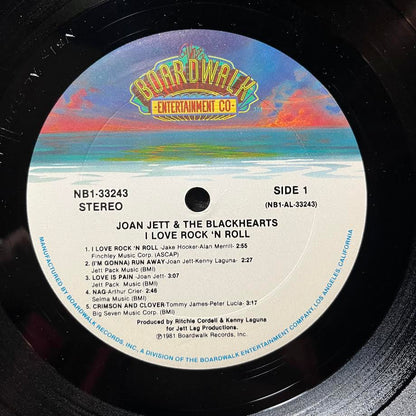 The
BOARDWALK
ENTERTAINMENT CO
NB1-33243
STEREO
SIDE 1
(NB1-AL-33243)
JOAN JETT & THE BLACKHEARTS
I LOVE ROCK 'N ROLL
1. I LOVE ROCK 'N ROLL Jake Hooker-Alan Merrill- 2:55
Finchley Music Corp. (ASCAP)
2. (I'M GONNA) RUN AWAY-Joan Jett-Kenny Laguna- 2:27
Jett Pack Music (BMI)
3. LOVE IS PAIN -Joan Jett- 3:07
Jett Pack Music (BMI)
4. NAG-Arthur Crier- 2:46
Selma Music (BMI)
5. CRIMSON AND CLOVER-Tommy James-Peter Lucia- 3:17
Big Seven Music Corp. (BMI)
Produced by Ritchie Cordell & Kenny Laguna
for Jett Lag Productions.
℗1981 Boardwalk Records, Inc.
BOARDWALK RECORDS, INC., A DIVISION OF THE BOARDWALK ENTERTAINMENT COMPANY, LOS ANGELES, CALIFORNIA.